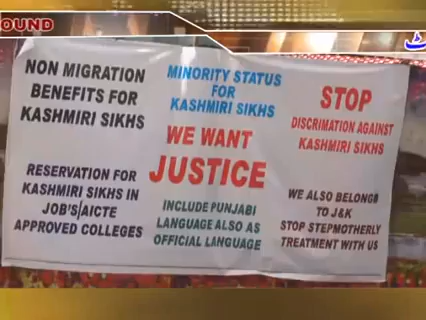 OUND
NON MIGRATION
BENEFITS FOR
KASHMIRI SIKHS
MINORITY STATUS
FOR
KASHMIRI SIKHS
STOP
DISCRIMATION AGAINST
KASHMIRI SIKHS
WE WANT
JUSTICE
RESERVATION FOR
KASHMIRI SIKHS IN
JOB'S/AICTE
APPROVED COLLEGES
INCLUDE PUNJABI
LANGUAGE ALSO AS
OFFICIAL LANGUAGE
WE ALSO BELONGS
TO J&K
STOP STEPMOTHERLY
TREATMENT WITH US